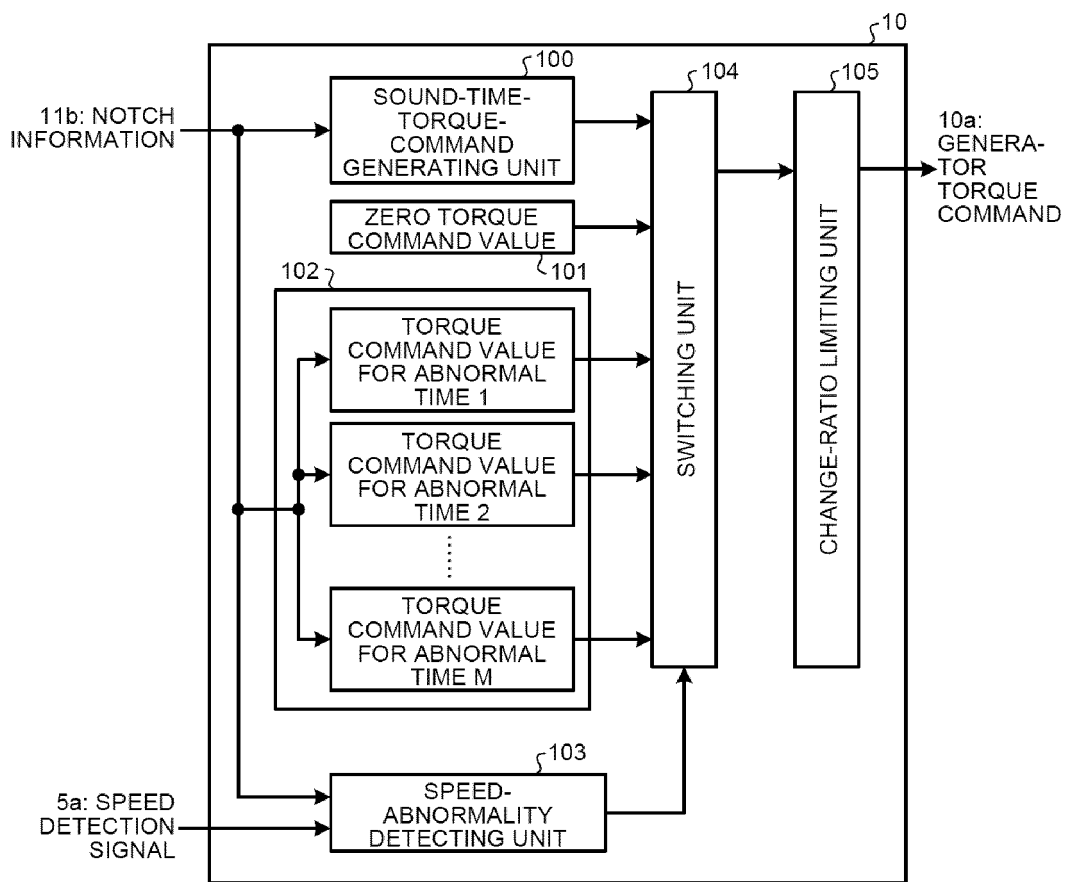 10
100
104
105
11b: NOTCH
INFORMATION
SOUND-TIME-
TORQUE-
COMMAND
GENERATING UNIT
10a:
GENERA-
TOR
TORQUE
COMMAND
ZERO TORQUE
COMMAND VALUE
101
102
TORQUE
COMMAND VALUE
FOR ABNORMAL
TIME 1
TORQUE
COMMAND VALUE
FOR ABNORMAL
TIME 2
TORQUE
COMMAND VALUE
FOR ABNORMAL
TIME M
SWITCHING UNIT
CHANGE-RATIO LIMITING UNIT
103
SPEED-
ABNORMALITY
DETECTING UNIT
5a: SPEED
DETECTION
SIGNAL